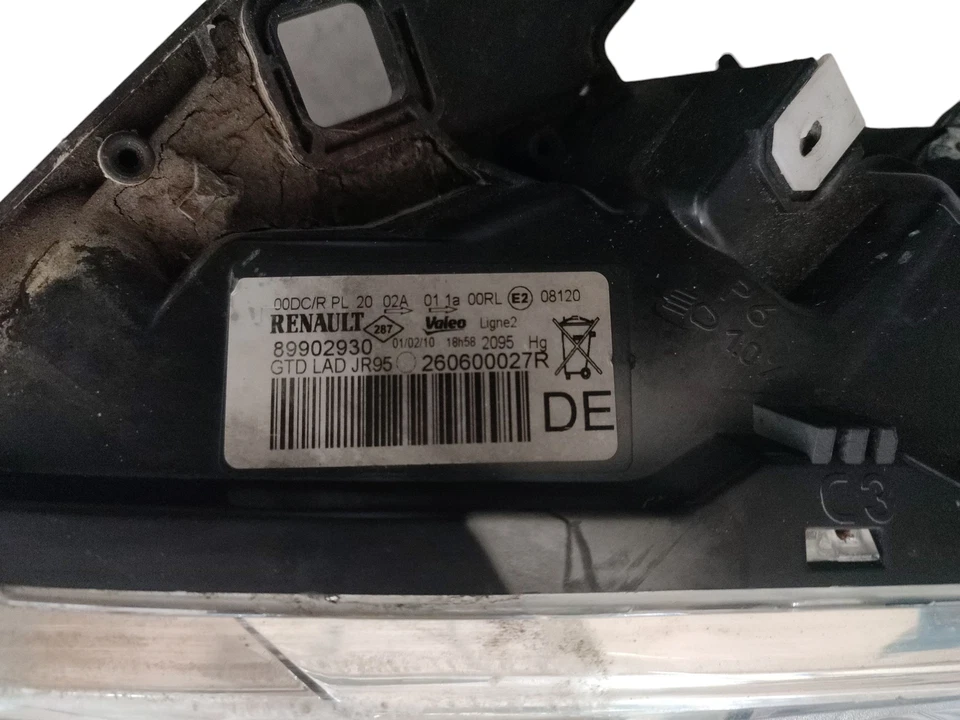 00DC/R PL 20 02A 01 1a 00RL E2 08120
RENAULT 287 Valeo Ligne2
89902930 01/02/10 18h58 2095 Hg
GTD LAD JR95 260600027R
DE
P6
C3